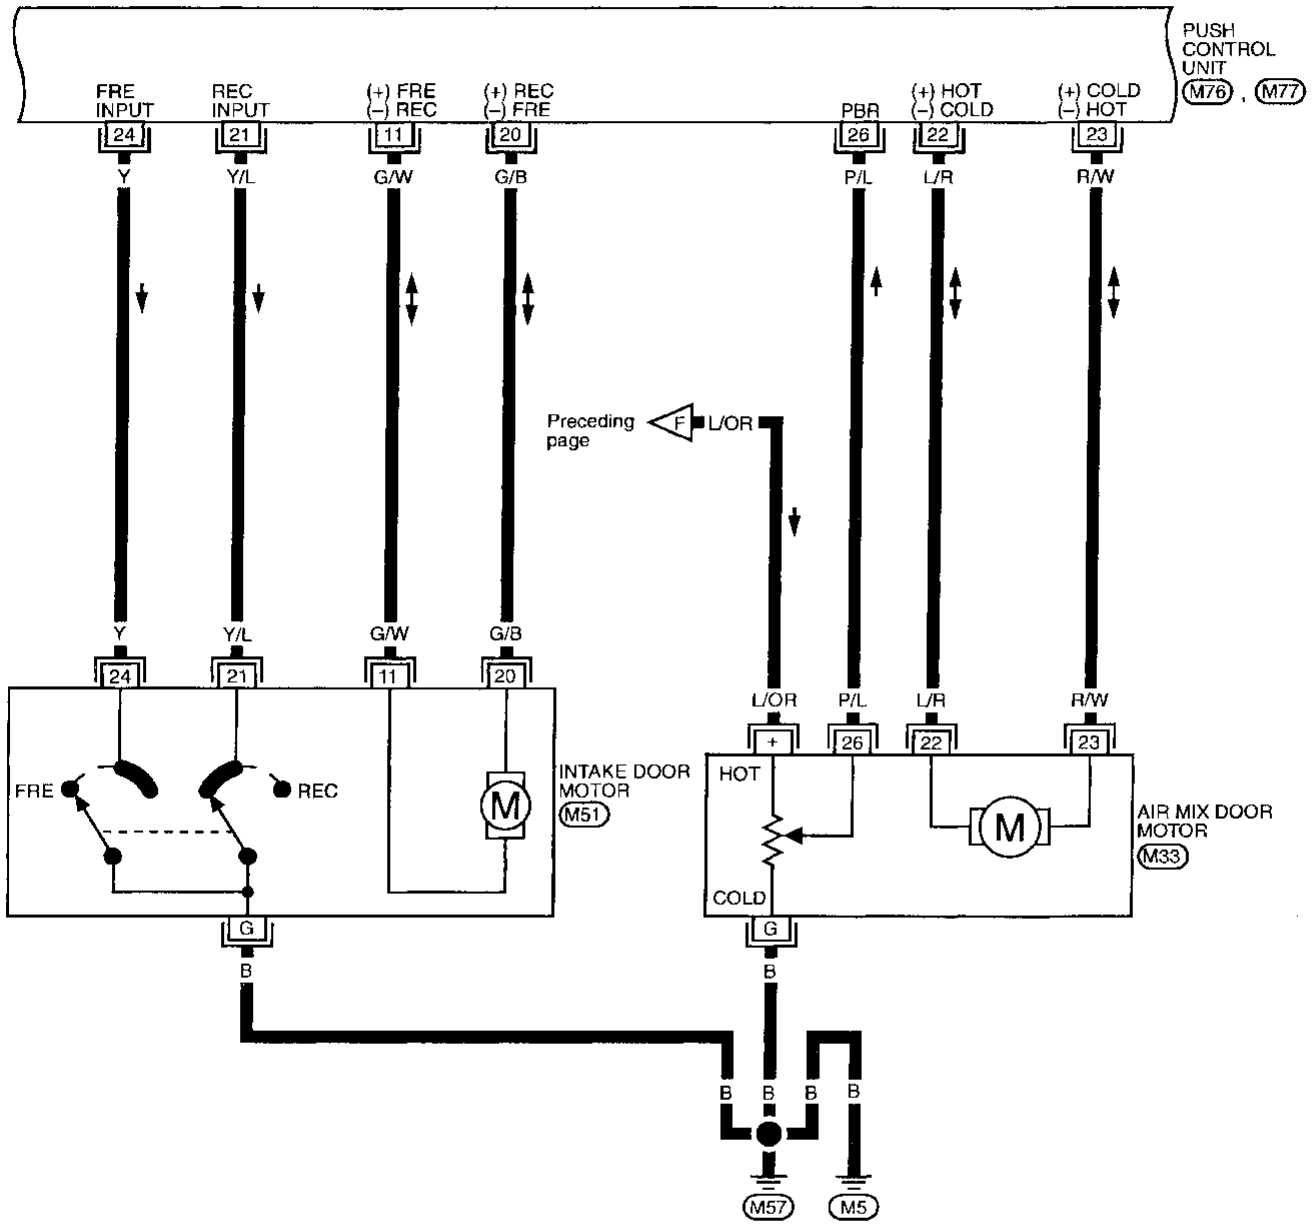 PUSH
CONTROL
UNIT
M76 , M77
FRE
INPUT
REC
INPUT
(+) FRE
(-) REC
(+) REC
(-) FRE
PBR
(+) HOT
(-) COLD
(+) COLD
(-) HOT
24 21 11 20 26 22 23
Y Y/L G/W G/B P/L L/R R/W
Preceding
page
F L/OR
Y Y/L G/W G/B
24 21 11 20
L/OR P/L L/R R/W
+ 26 22 23
FRE REC
M
INTAKE DOOR
MOTOR
M51
HOT
COLD
M
AIR MIX DOOR
MOTOR
M33
G G
B B
B B B B
M57 M5